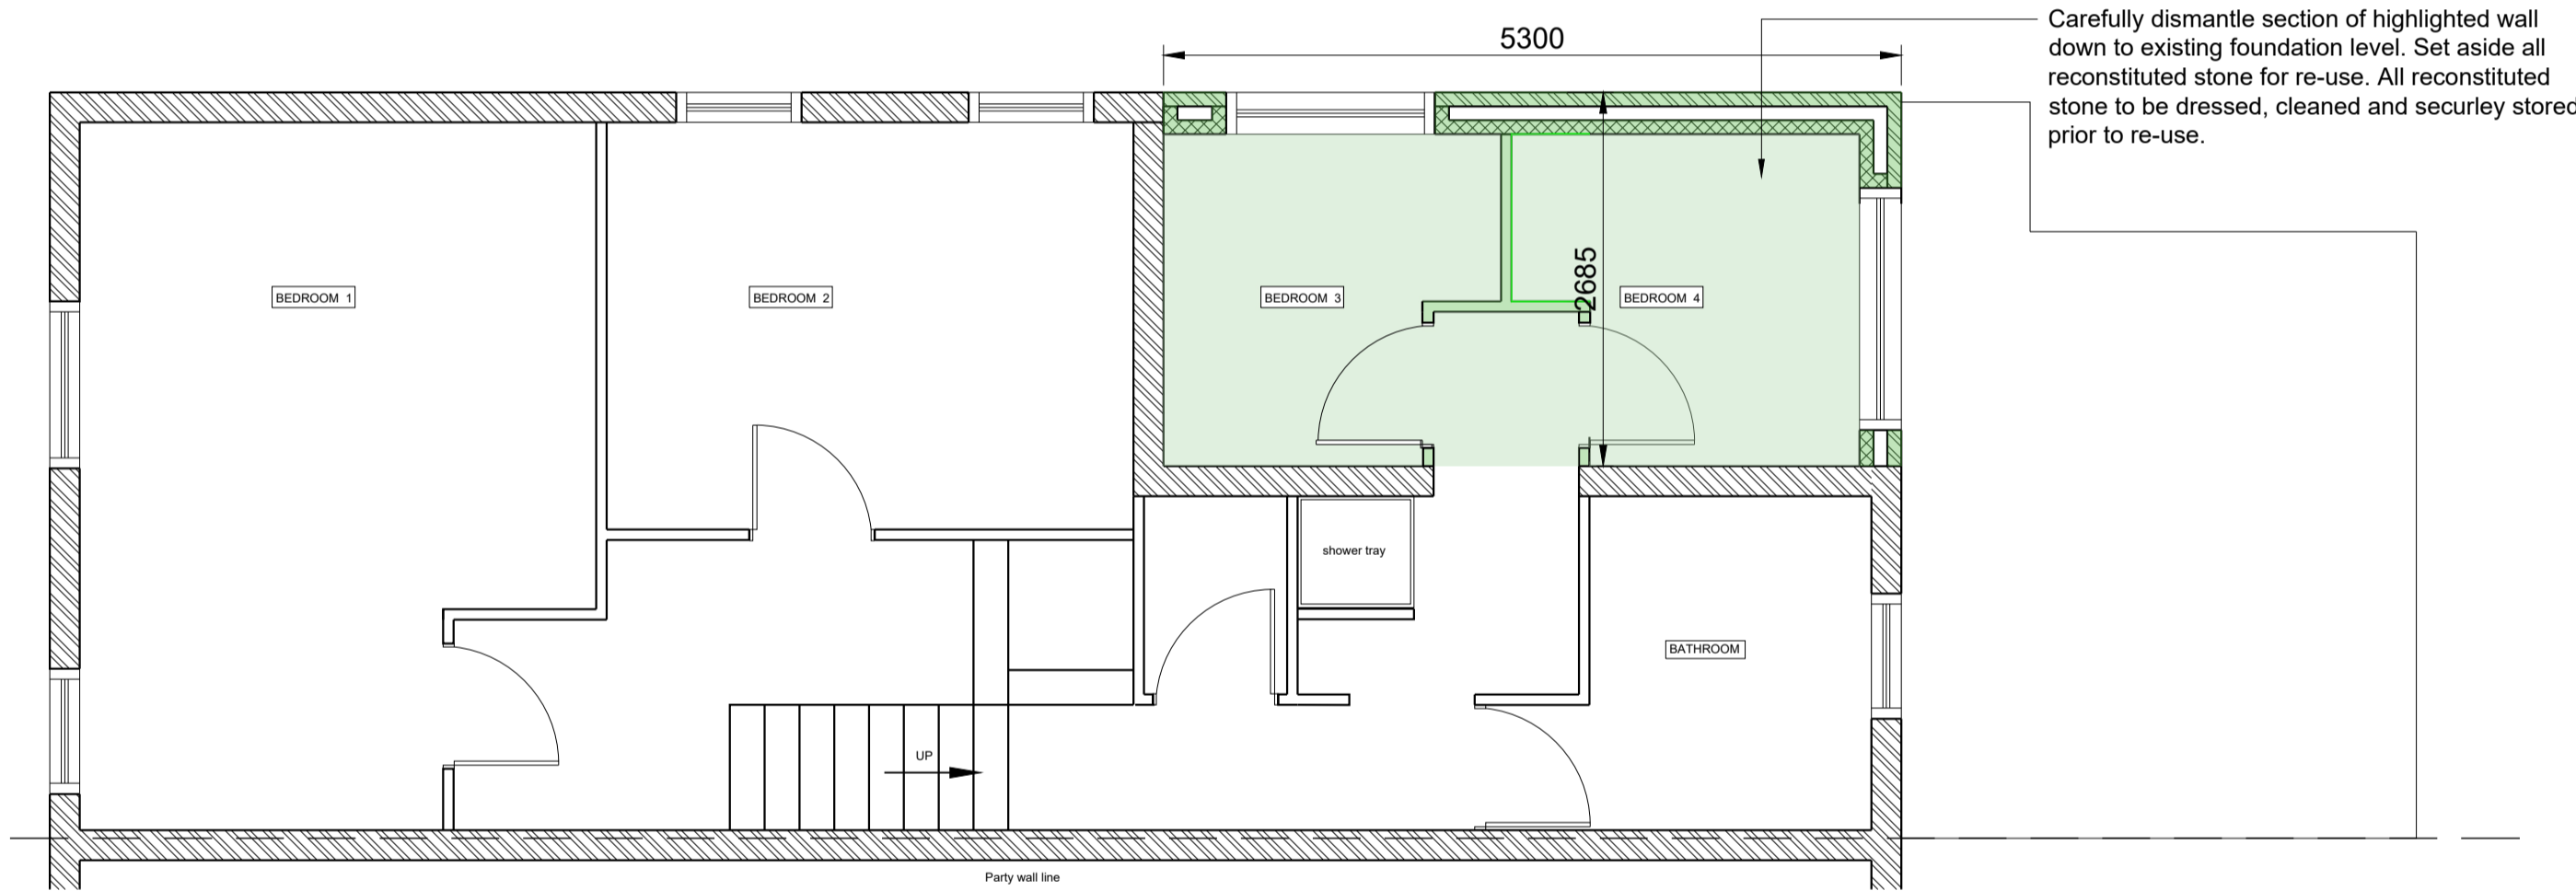 5300
Carefully dismantle section of highlighted wall
down to existing foundation level. Set aside all
reconstituted stone for re-use. All reconstituted
stone to be dressed, cleaned and securley stored
prior to re-use.
2685
BEDROOM 1
BEDROOM 2
BEDROOM 3
BEDROOM 4
shower tray
BATHROOM
UP
Party wall line